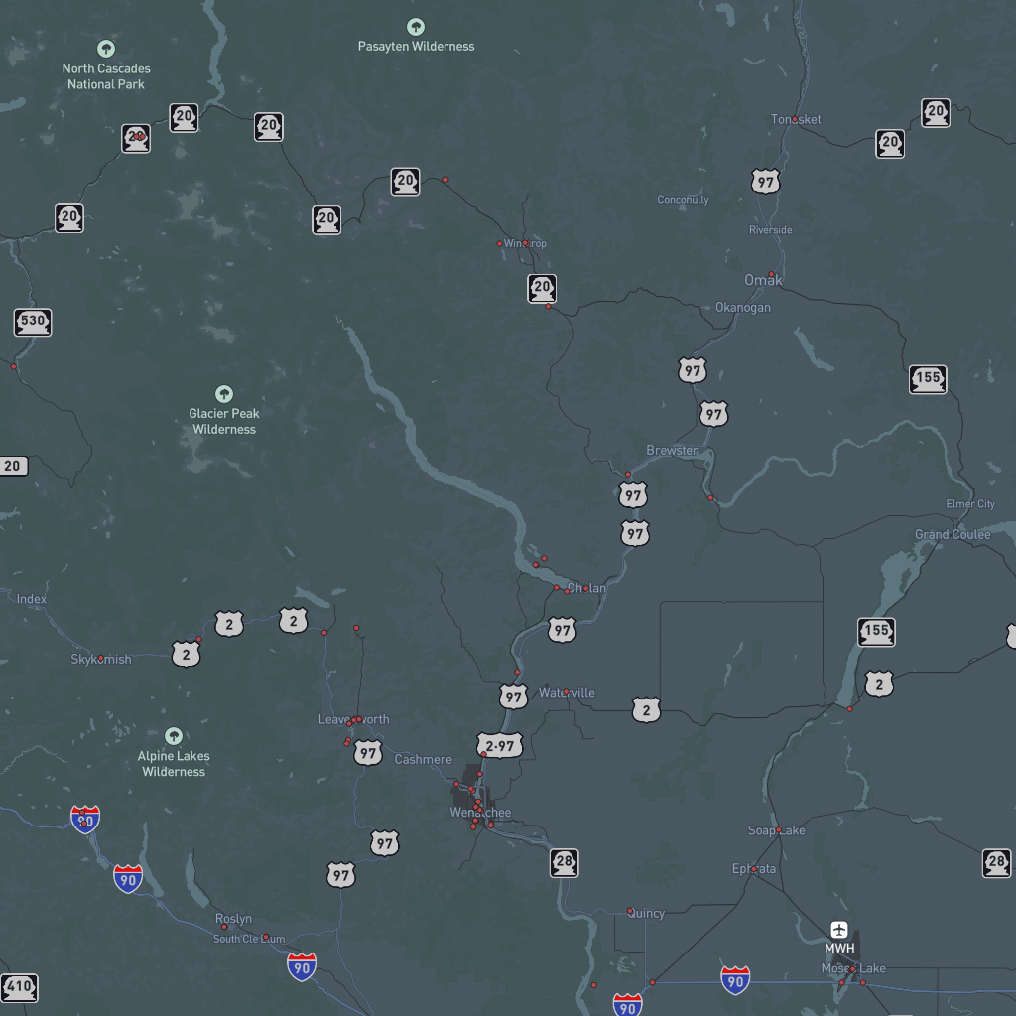 Pasayten Wilderness
North Cascades
National Park
20
20
20
20
20
Tonasket
97
20
Conconully
20
20
Winthrop
Riverside
20
Omak
Okanogan
530
97
155
97
Glacier Peak
Wilderness
Brewster
20
97
Elmer City
97
Grand Coulee
Index
Chelan
2
2
97
155
2
Skykomish
97
Waterville
2
2
Leavenworth
2-97
97
Alpine Lakes
Wilderness
Cashmere
Wenatchee
90
Soap Lake
97
28
28
Ephrata
97
90
Roslyn
Quincy
South Cle Elum
MWH
90
Moses Lake
90
410
90